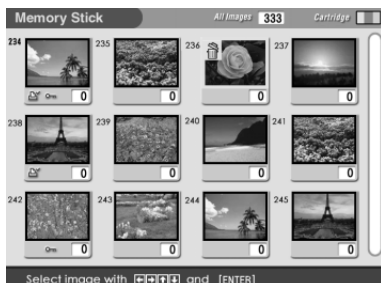 Memory Stick All Images 333 Cartridge
234 235 236 237
0 0 0 0
238 239 240 241
0 0 0 0
242 243 244 245
0 0 0 0
Select image with ←→↑↓ and [ENTER]